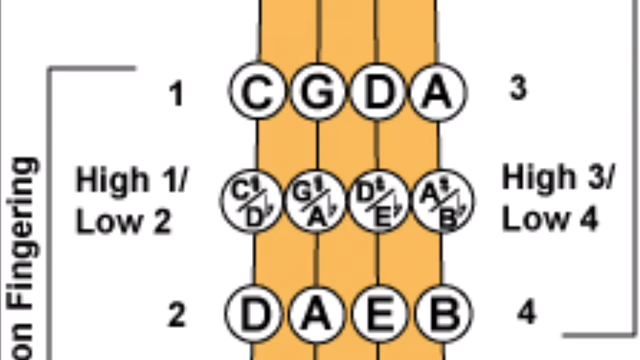 1 C G D A 3
High 1/ C♯/D♭ G♯/A♭ D♯/E♭ A♯/B♭ High 3/
Low 2 Low 4
2 D A E B 4
on Fingering